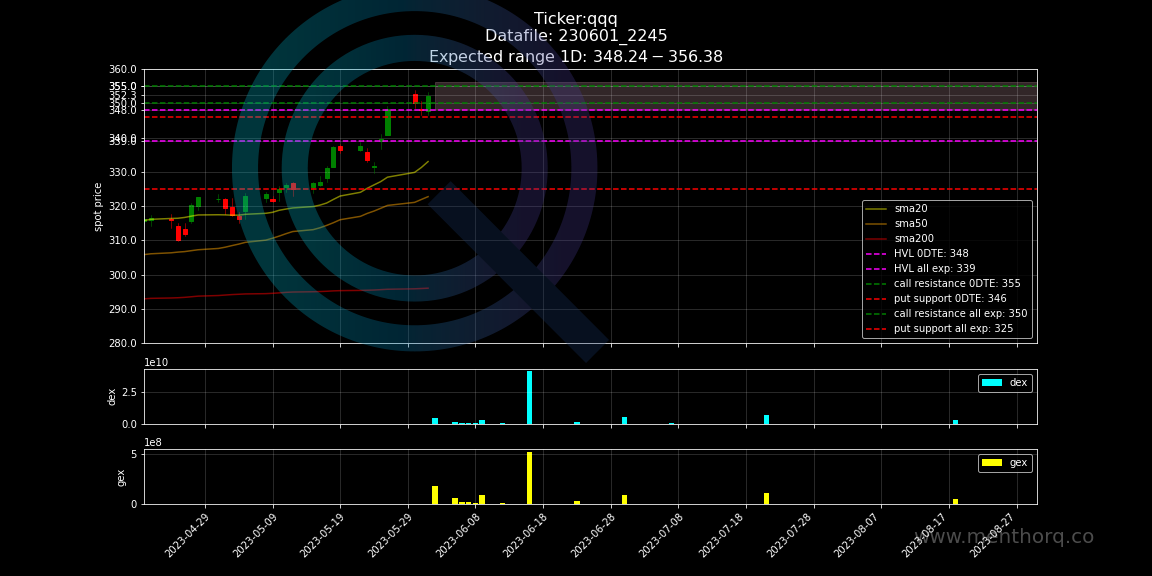 Ticker:qqq
Datafile: 230601_2245
Expected range 1D: 348.24 − 356.38
360.0
355.0
352.3
350.0
348.0
340.0
339.0
330.0
320.0
310.0
300.0
290.0
280.0
spot price
sma20
sma50
sma200
HVL 0DTE: 348
HVL all exp: 339
call resistance 0DTE: 355
put support 0DTE: 346
call resistance all exp: 350
put support all exp: 325
1e10
2.5
0.0
dex
dex
1e8
5
0
gex
gex
2023-04-29
2023-05-09
2023-05-19
2023-05-29
2023-06-08
2023-06-18
2023-06-28
2023-07-08
2023-07-18
2023-07-28
2023-08-07
2023-08-17
2023-08-27
www.menthorq.co